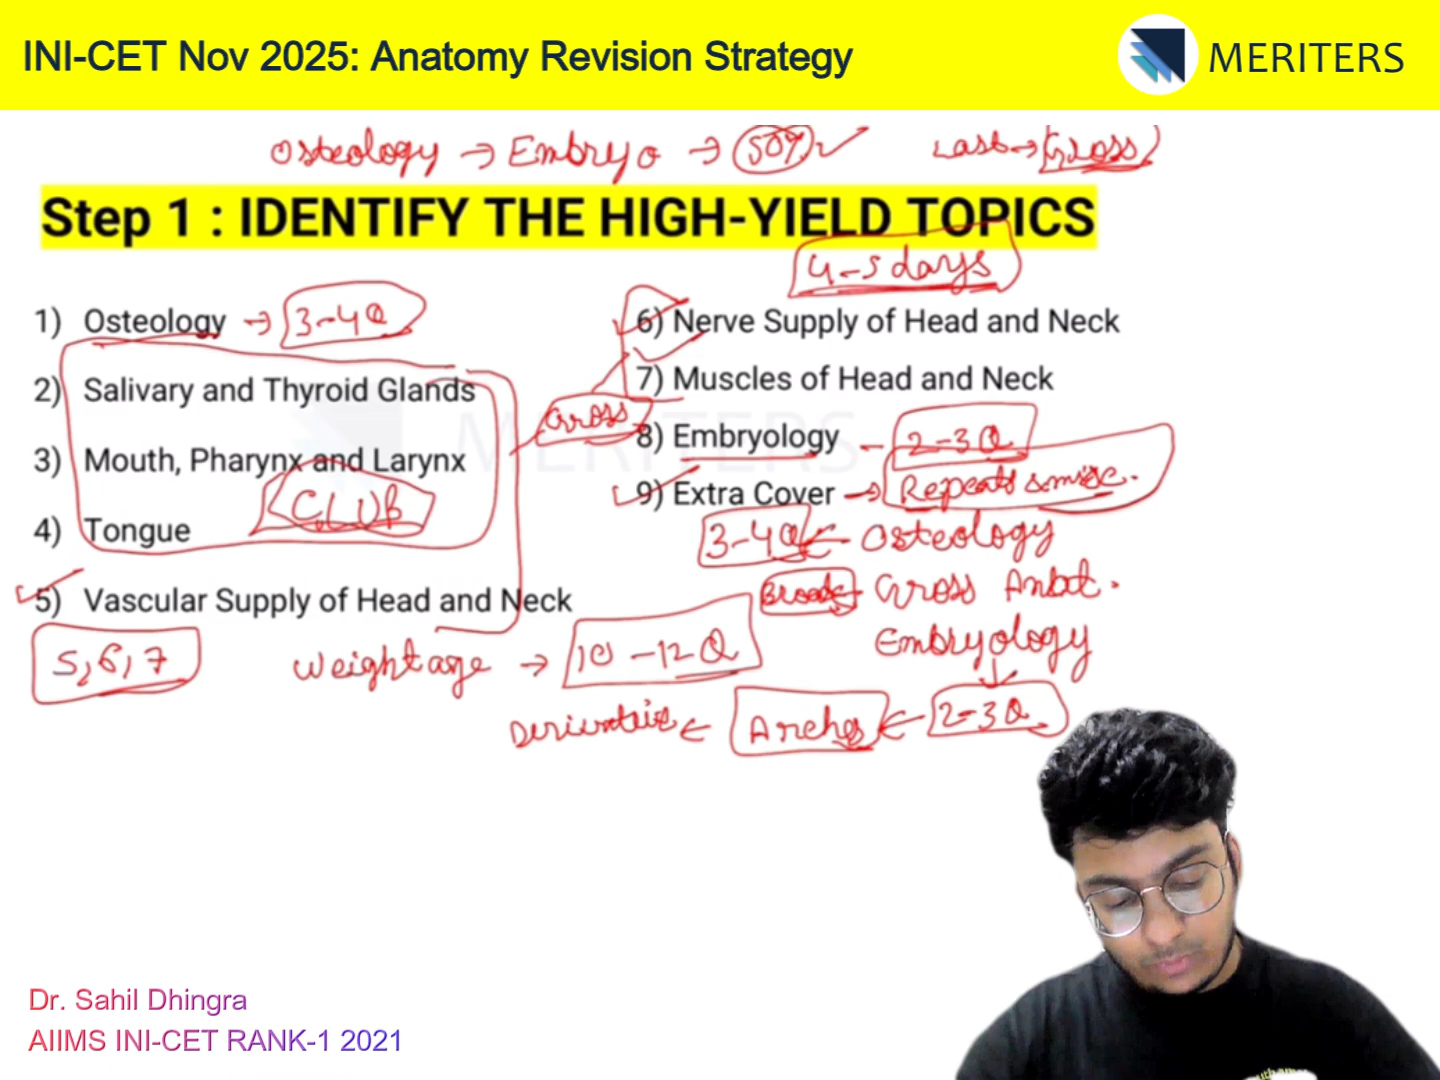 INI-CET Nov 2025: Anatomy Revision Strategy
MERITERS
Osteology → Embryo → 50% ✓ Last → Gross
Step 1 : IDENTIFY THE HIGH-YIELD TOPICS
4-5 days
1) Osteology → 3-4Q
2) Salivary and Thyroid Glands
3) Mouth, Pharynx and Larynx
4) Tongue
CLUB
5) Vascular Supply of Head and Neck
5,6,7
Gross
6) Nerve Supply of Head and Neck
7) Muscles of Head and Neck
8) Embryology - 2-3Q
9) Extra Cover → Repeats & misc.
MERITERS
3-4Q ← Osteology
Gross Anat.
Embryology
Weightage → 10-12Q
Arches ← 2-3Q
Dr. Sahil Dhingra
AIIMS INI-CET RANK-1 2021